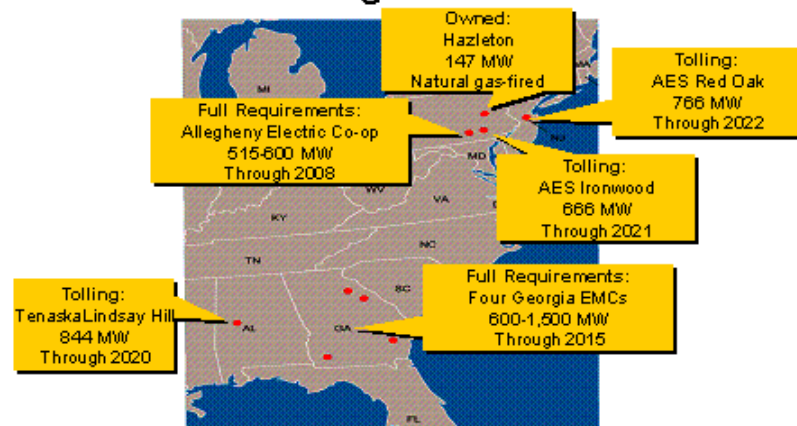 Owned:
Hazleton
147 MW
Natural gas-fired
Tolling:
AES Red Oak
766 MW
Through 2022
Full Requirements:
Allegheny Electric Co-op
515-600 MW
Through 2008
Tolling:
AES Ironwood
666 MW
Through 2021
Tolling:
TenaskaLindsay Hill
844 MW
Through 2020
Full Requirements:
Four Georgia EMCs
600-1,500 MW
Through 2015
MI
MA
NJ
MD
WV
VA
KY
NC
TN
SC
AL
GA
FL